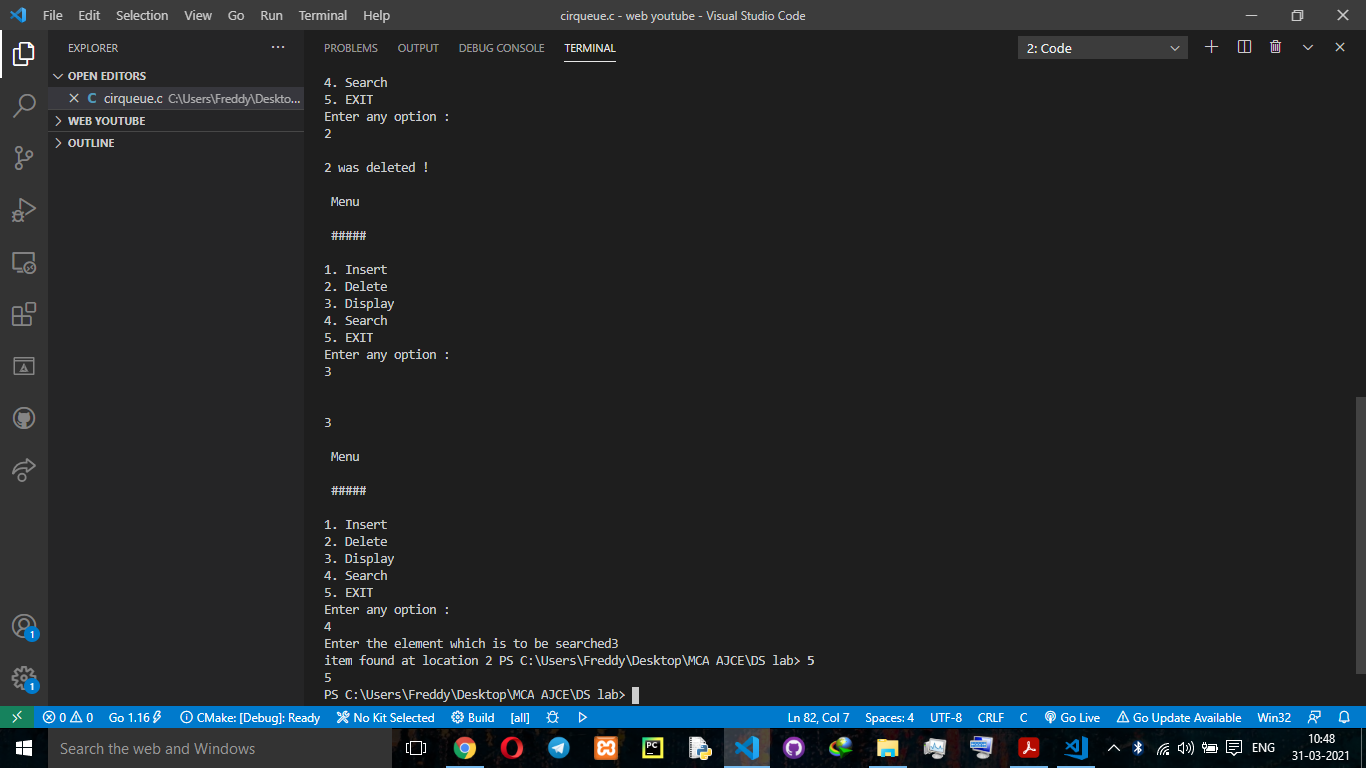 File Edit Selection View Go Run Terminal Help
cirqueue.c - web youtube - Visual Studio Code
EXPLORER
OPEN EDITORS
C cirqueue.c C:\Users\Freddy\Deskto...
WEB YOUTUBE
OUTLINE
PROBLEMS OUTPUT DEBUG CONSOLE TERMINAL
2: Code
4. Search
5. EXIT
Enter any option :
2
2 was deleted !
Menu
#####
1. Insert
2. Delete
3. Display
4. Search
5. EXIT
Enter any option :
3
3
Menu
#####
1. Insert
2. Delete
3. Display
4. Search
5. EXIT
Enter any option :
4
Enter the element which is to be searched3
item found at location 2 PS C:\Users\Freddy\Desktop\MCA AJCE\DS lab> 5
5
PS C:\Users\Freddy\Desktop\MCA AJCE\DS lab>
1
1
0 0 Go 1.16 CMake: [Debug]: Ready No Kit Selected Build [all] Ln 82, Col 7 Spaces: 4 UTF-8 CRLF C Go Live Go Update Available Win32
Search the web and Windows
PC
ENG
10:48
31-03-2021